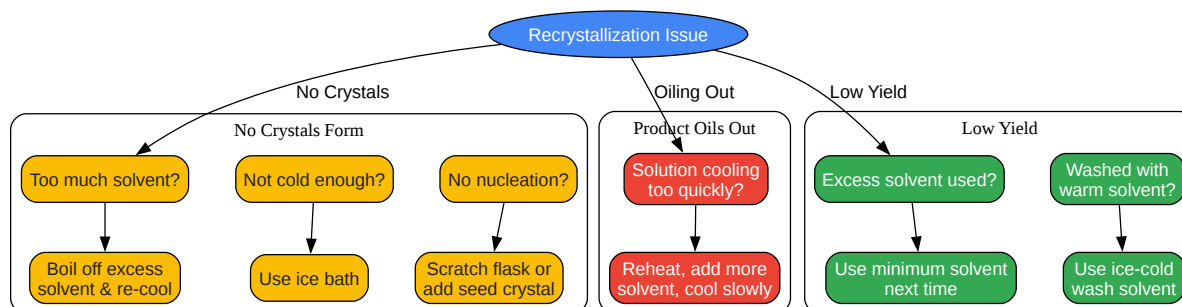 Recrystallization Issue
No Crystals
Oiling Out
Low Yield
No Crystals Form
Too much solvent?
Not cold enough?
No nucleation?
Boil off excess
solvent & re-cool
Use ice bath
Scratch flask or
add seed crystal
Product Oils Out
Solution cooling
too quickly?
Reheat, add more
solvent, cool slowly
Low Yield
Excess solvent used?
Washed with
warm solvent?
Use minimum solvent
next time
Use ice-cold
wash solvent